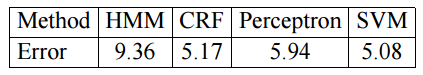 Method HMM CRF Perceptron SVM
Error 9.36 5.17 5.94 5.08